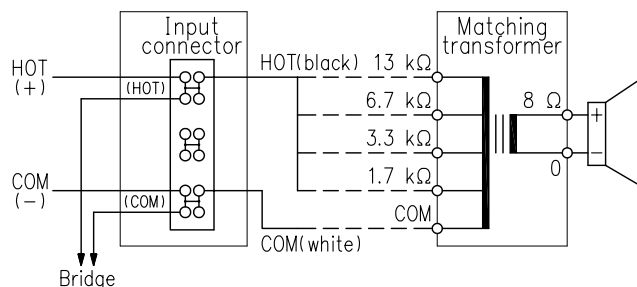 Input
connector
Matching
transformer
HOT
(+)
(HOT)
HOT(black)
13 kΩ
6.7 kΩ
8 Ω
+
3.3 kΩ
−
0
1.7 kΩ
COM
(−)
(COM)
COM
COM(white)
Bridge